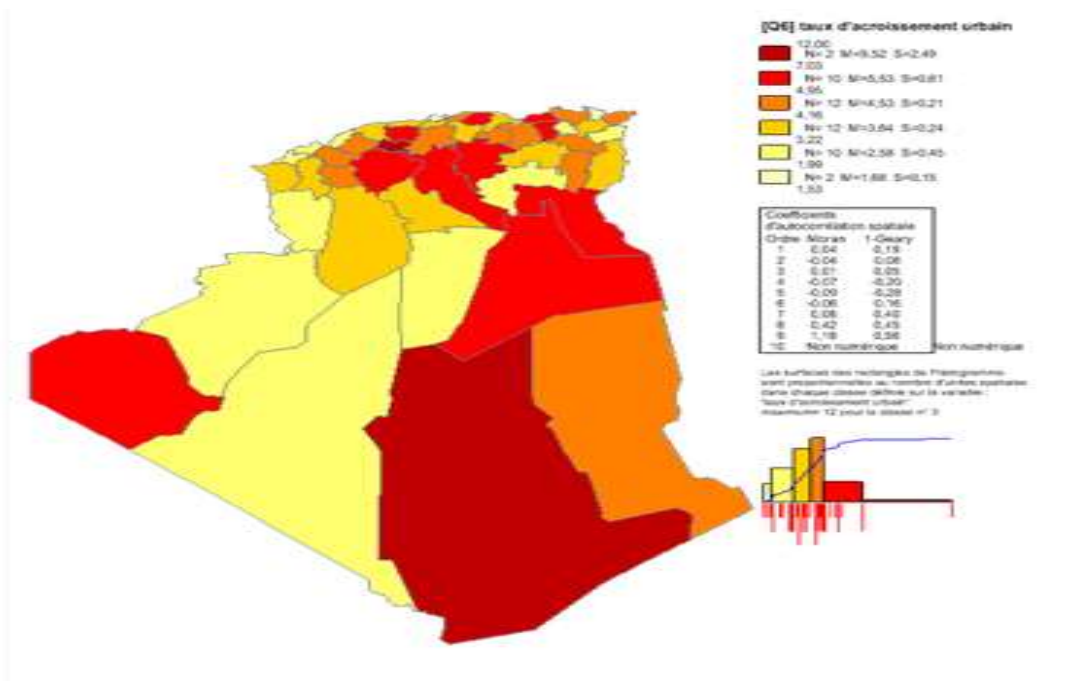 [Q6] taux d'acroissement urbain
12,00
N= 2 M=9,52 S=2,49
7,03
N= 10 M=5,53 S=0,61
4,95
N= 12 M=4,53 S=0,21
4,16
N= 12 M=3,64 S=0,24
3,22
N= 10 M=2,58 S=0,45
1,99
N= 2 M=1,68 S=0,15
1,53
Coefficients
d'autocorrélation spatiale
Ordre Moran 1-Geary
1 0,04 0,19
2 -0,04 0,08
3 0,01 0,05
4 -0,07 -0,20
5 -0,09 -0,28
6 -0,06 0,16
7 0,08 0,40
8 0,42 0,45
9 1,18 0,56
10 Non numérique Non numérique
Les surfaces des rectangles de l'histogramme
sont proportionnelles au nombre d'unités spatiales
dans chaque classe définie sur la variable :
'taux d'acroissement urbain'
maximum= 12 pour la classe n° 3